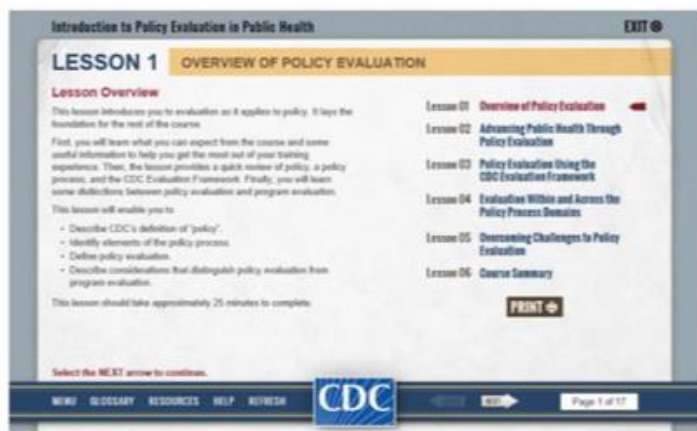 Introduction to Policy Evaluation in Public Health
EXIT
LESSON 1
OVERVIEW OF POLICY EVALUATION
Lesson Overview
This lesson introduces you to evaluation as it applies to policy. It lays the
foundation for the rest of the course.
First, you will learn what you can expect from the course and some
useful information to help you get the most out of your training
experience. Then, the lesson provides a quick review of policy, a policy
process, and the CDC Evaluation Framework. Finally, you will learn
some distinctions between policy evaluation and program evaluation.
This lesson will enable you to
• Describe CDC's definition of "policy".
• Identify elements of the policy process.
• Define policy evaluation.
• Describe considerations that distinguish policy evaluation from
program evaluation.
This lesson should take approximately 25 minutes to complete.
Select the NEXT arrow to continue.
Lesson 01 Overview of Policy Evaluation
Lesson 02 Advancing Public Health Through
Policy Evaluation
Lesson 03 Policy Evaluation Using the
CDC Evaluation Framework
Lesson 04 Evaluation Within and Across the
Policy Process Domains
Lesson 05 Overcoming Challenges to Policy
Evaluation
Lesson 06 Course Summary
PRINT
MENU GLOSSARY RESOURCES HELP REFRESH
CDC
NEXT
Page 1 of 17